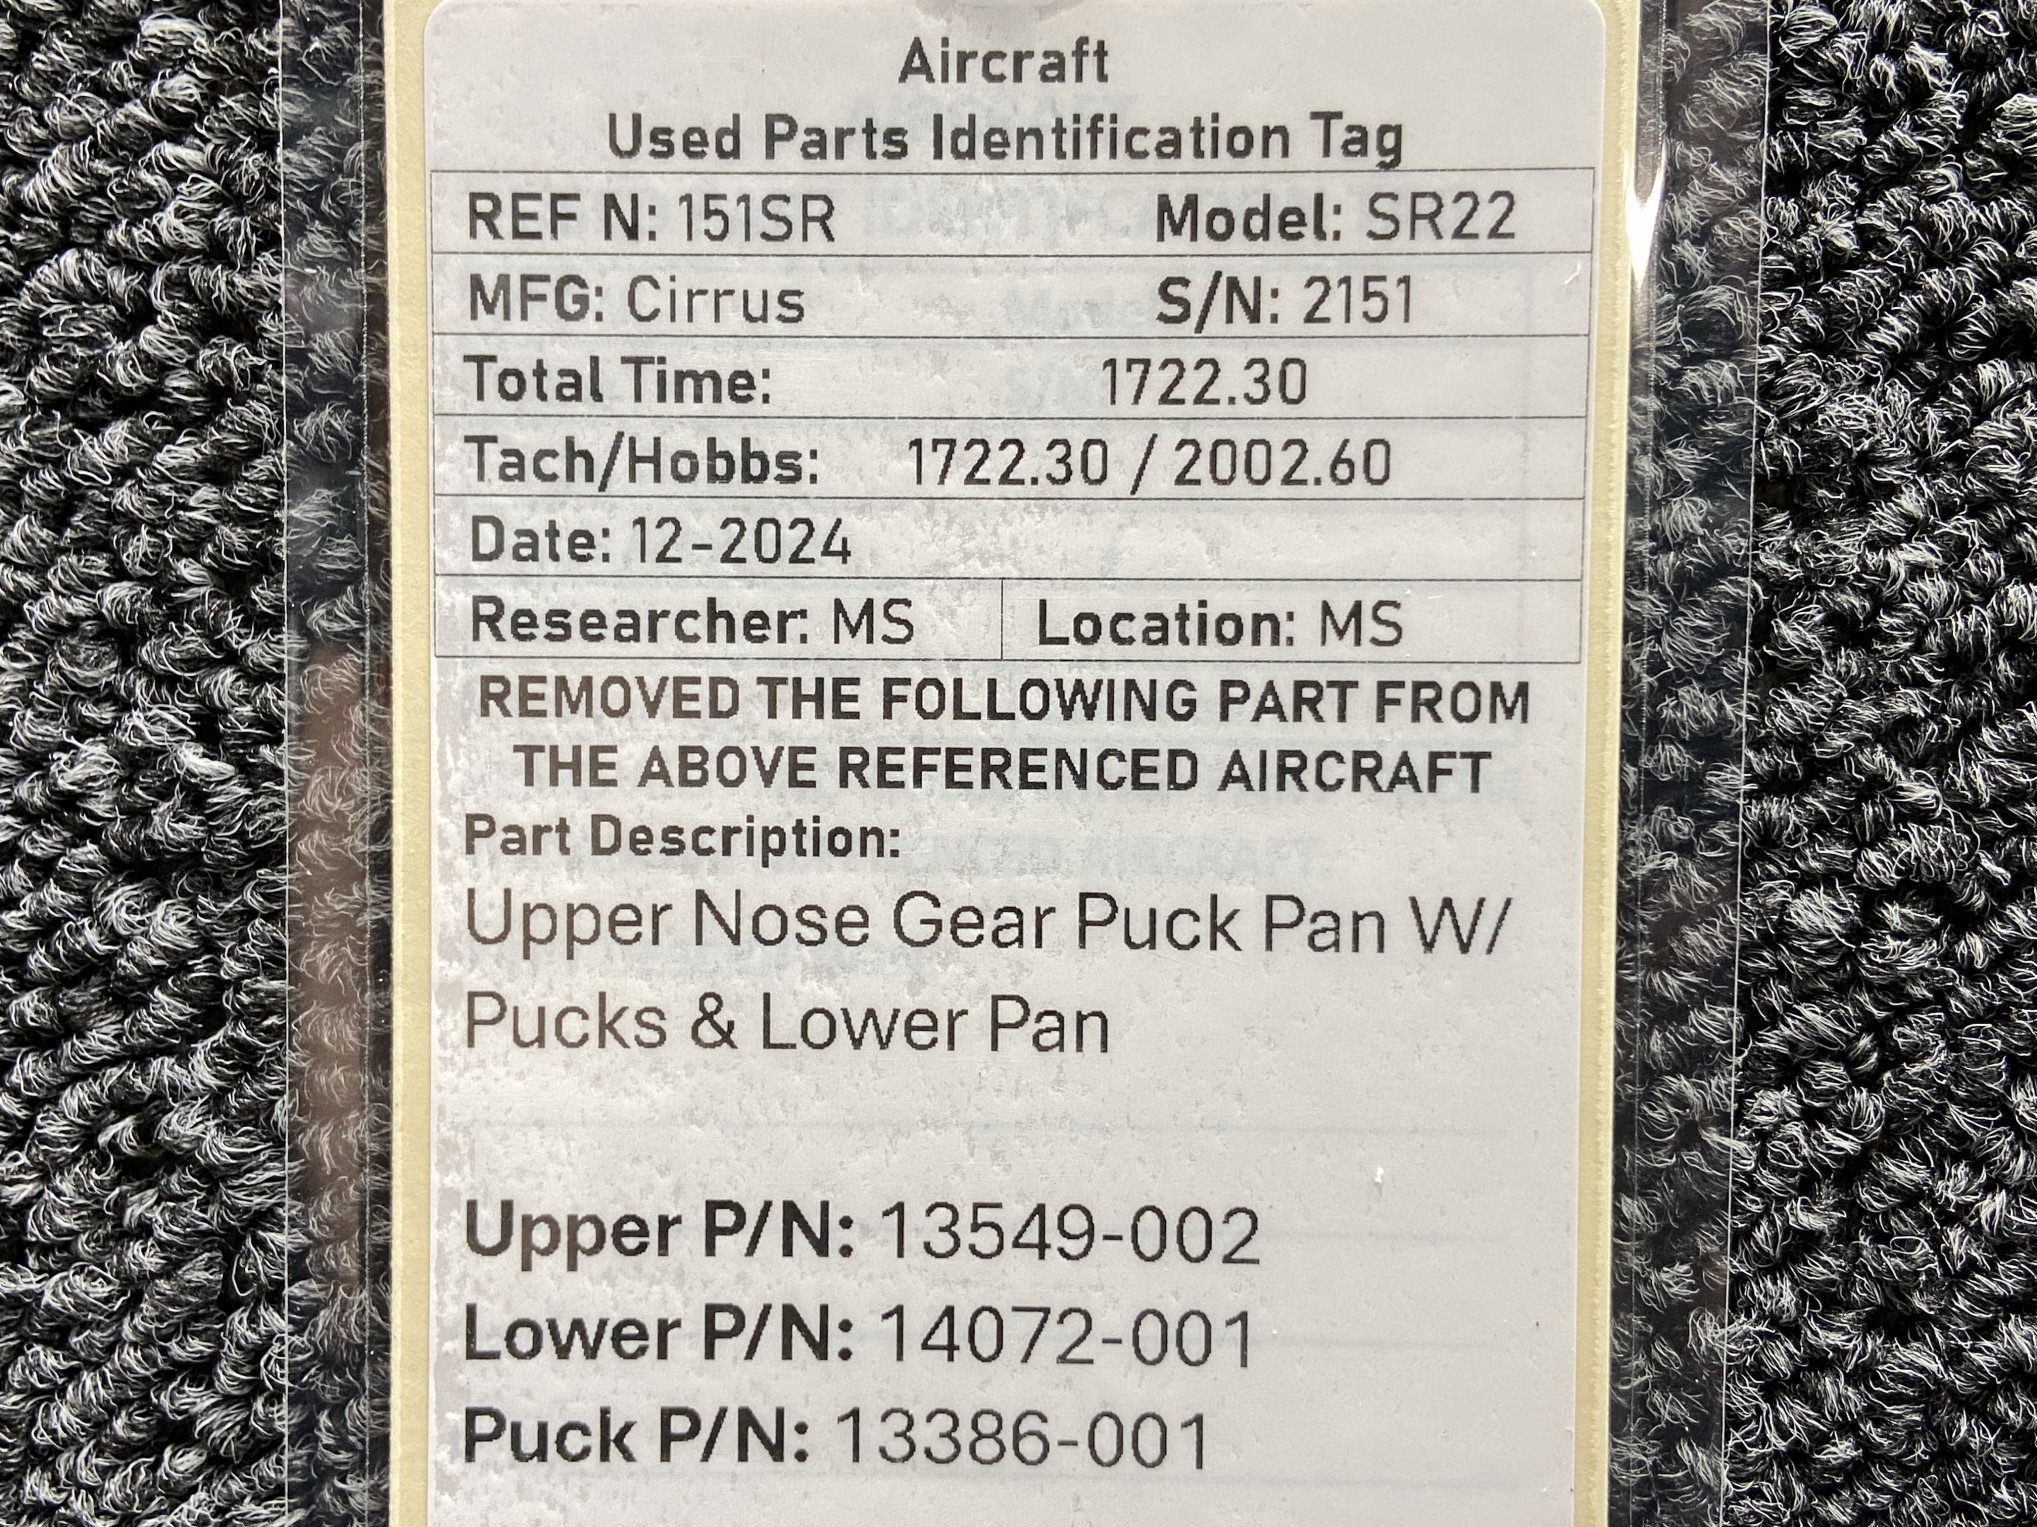 Aircraft
Used Parts Identification Tag
REF N: 151SR Model: SR22
MFG: Cirrus S/N: 2151
Total Time: 1722.30
Tach/Hobbs: 1722.30 / 2002.60
Date: 12-2024
Researcher: MS Location: MS
REMOVED THE FOLLOWING PART FROM
THE ABOVE REFERENCED AIRCRAFT
Part Description:
Upper Nose Gear Puck Pan W/
Pucks & Lower Pan
Upper P/N: 13549-002
Lower P/N: 14072-001
Puck P/N: 13386-001